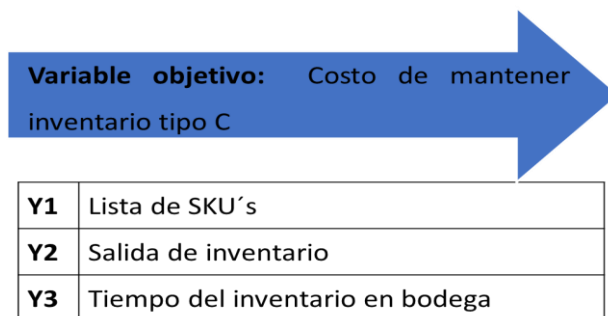 Variable objetivo: Costo de mantener
inventario tipo C
Y1 Lista de SKU´s
Y2 Salida de inventario
Y3 Tiempo del inventario en bodega